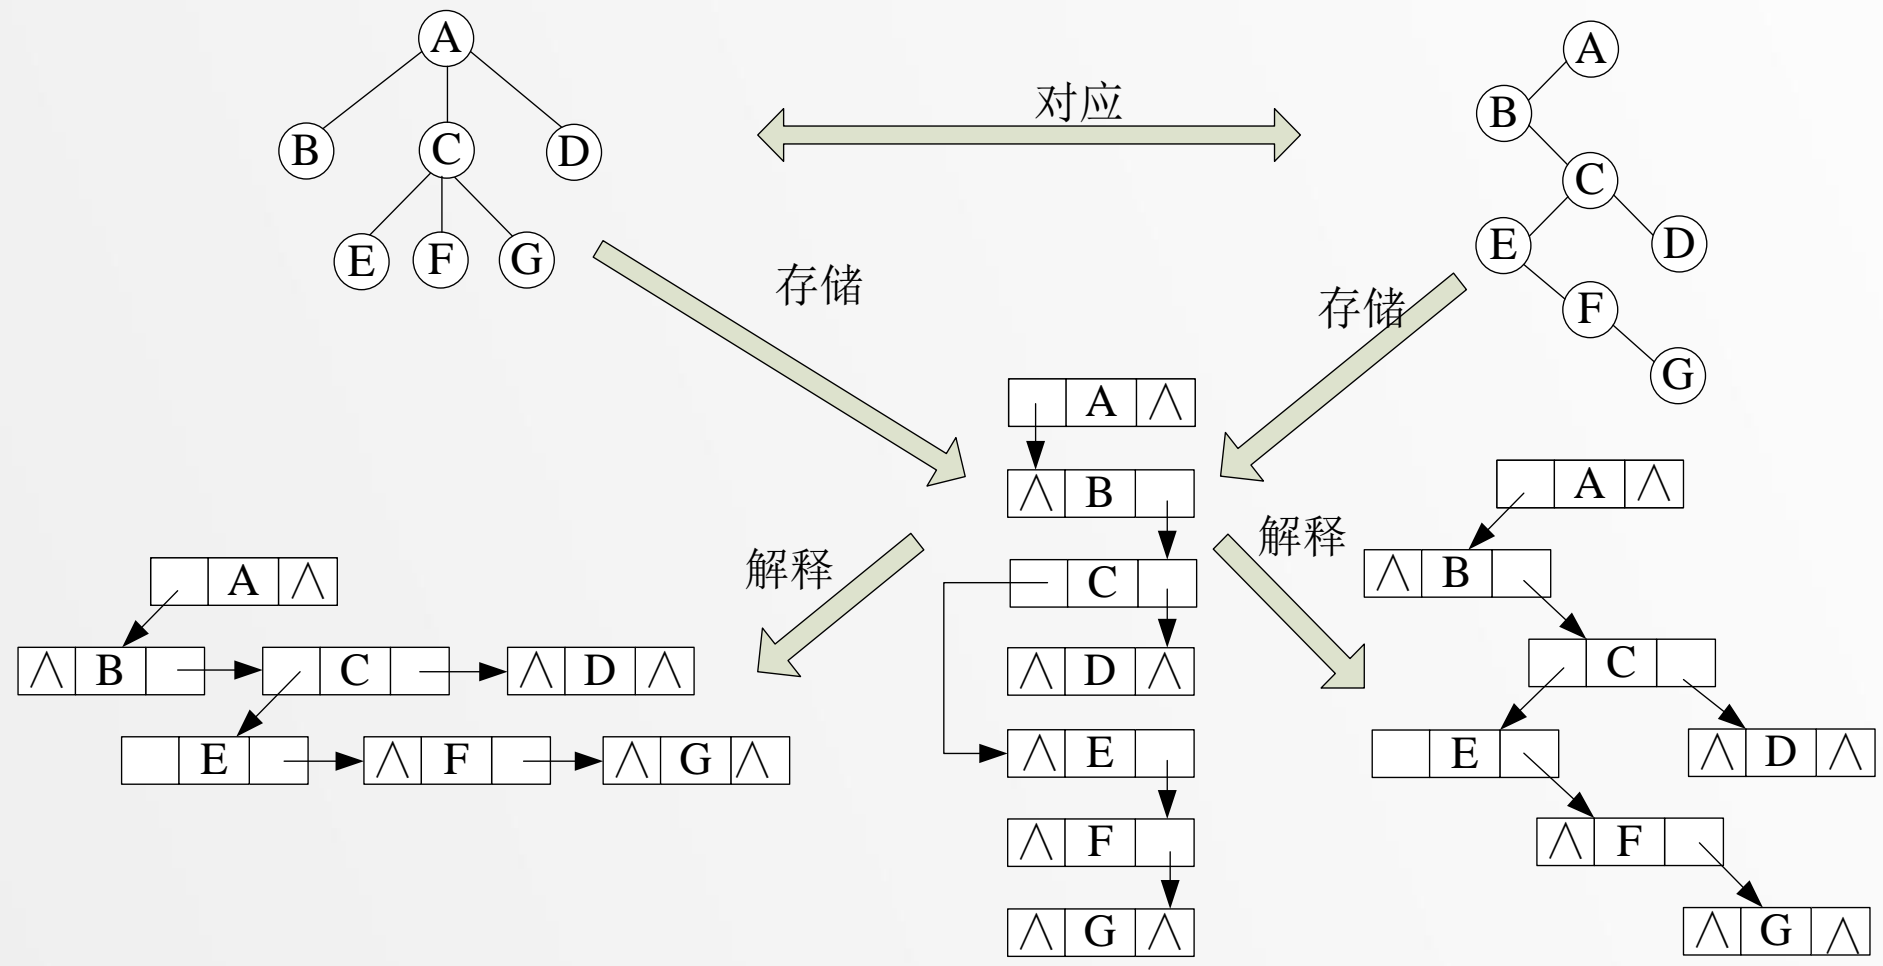 A
B C D
E F G
对应
A
B
C
E D
F
G
存储
存储
解释
解释
A ∧
∧ B
C
∧ D ∧
∧ E
∧ F
∧ G ∧
A ∧
∧ B C ∧ D ∧
E ∧ F ∧ G ∧
A ∧
∧ B
C
E ∧ D ∧
∧ F
∧ G ∧